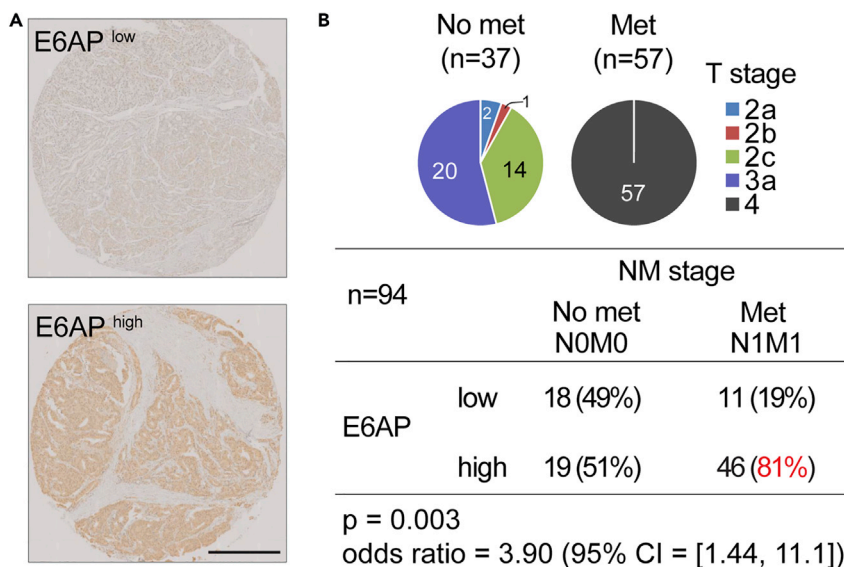 A
E6AP low
E6AP high
B
No met
(n=37)
Met
(n=57)
2
1
14
20
57
T stage
2a
2b
2c
3a
4
n=94
NM stage
No met
N0M0
Met
N1M1
E6AP
low
18 (49%)
11 (19%)
high
19 (51%)
46 (81%)
p = 0.003
odds ratio = 3.90 (95% CI = [1.44, 11.1])